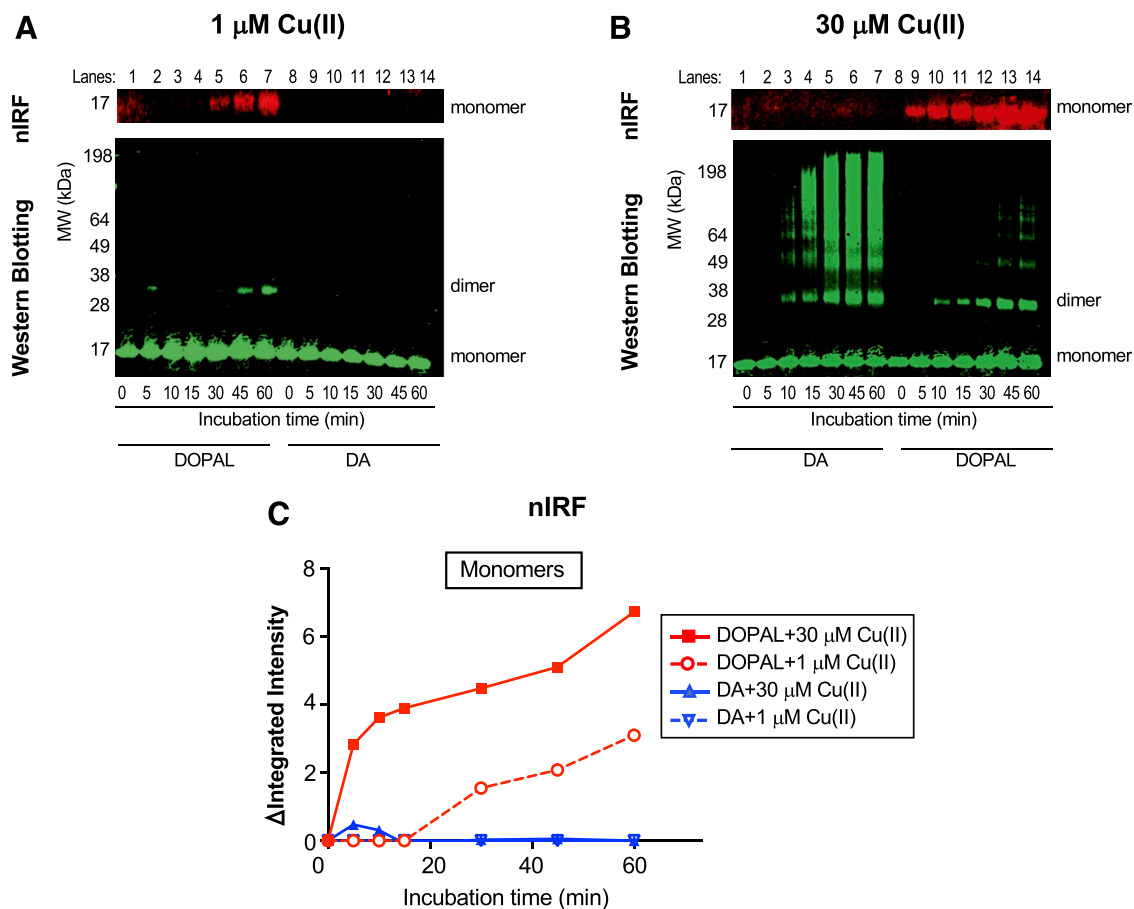 A
1 µM Cu(II)
Lanes: 1 2 3 4 5 6 7 8 9 10 11 12 13 14
nIRF
17
monomer
Western Blotting
MW (kDa)
198
64
49
38
28
17
dimer
monomer
0 5 10 15 30 45 60 0 5 10 15 30 45 60
Incubation time (min)
DOPAL DA
B
30 µM Cu(II)
Lanes: 1 2 3 4 5 6 7 8 9 10 11 12 13 14
nIRF
17
monomer
Western Blotting
MW (kDa)
198
64
49
38
28
17
dimer
monomer
0 5 10 15 30 45 60 0 5 10 15 30 45 60
Incubation time (min)
DA DOPAL
C
nIRF
Monomers
ΔIntegrated Intensity
8
6
4
2
0
0 20 40 60
Incubation time (min)
DOPAL+30 µM Cu(II)
DOPAL+1 µM Cu(II)
DA+30 µM Cu(II)
DA+1 µM Cu(II)